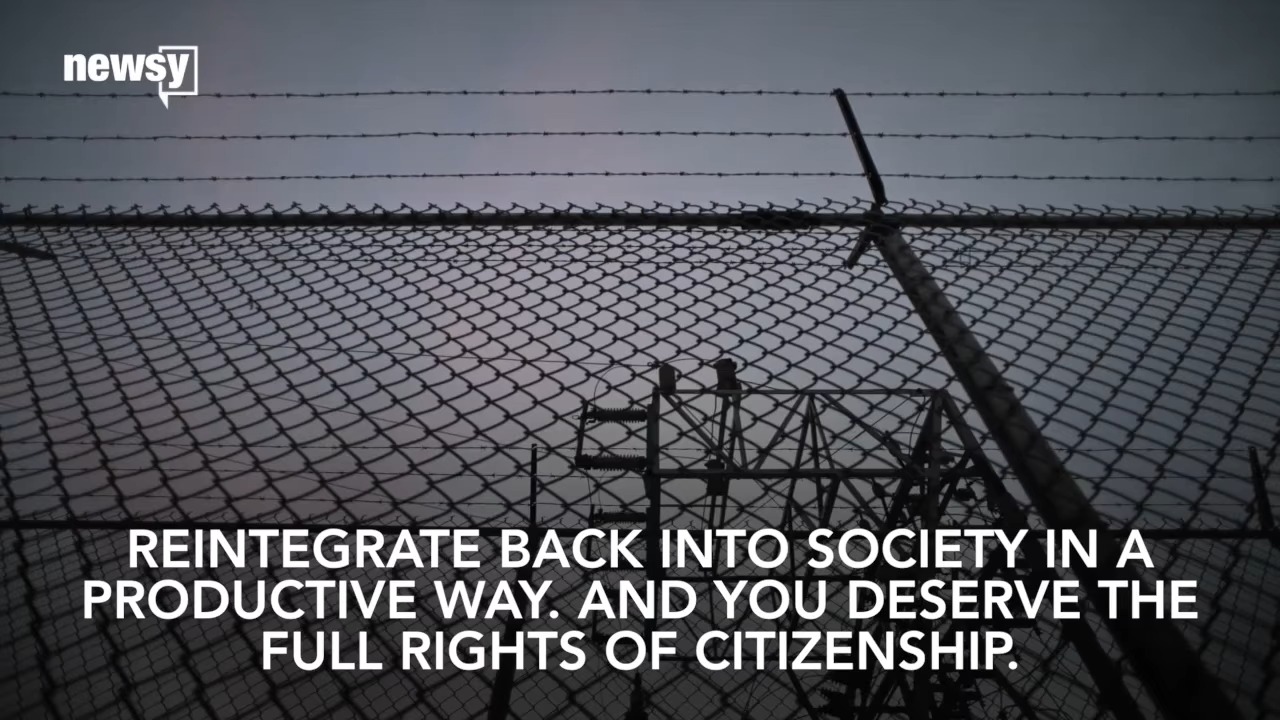 newsy
REINTEGRATE BACK INTO SOCIETY IN A
PRODUCTIVE WAY. AND YOU DESERVE THE
FULL RIGHTS OF CITIZENSHIP.